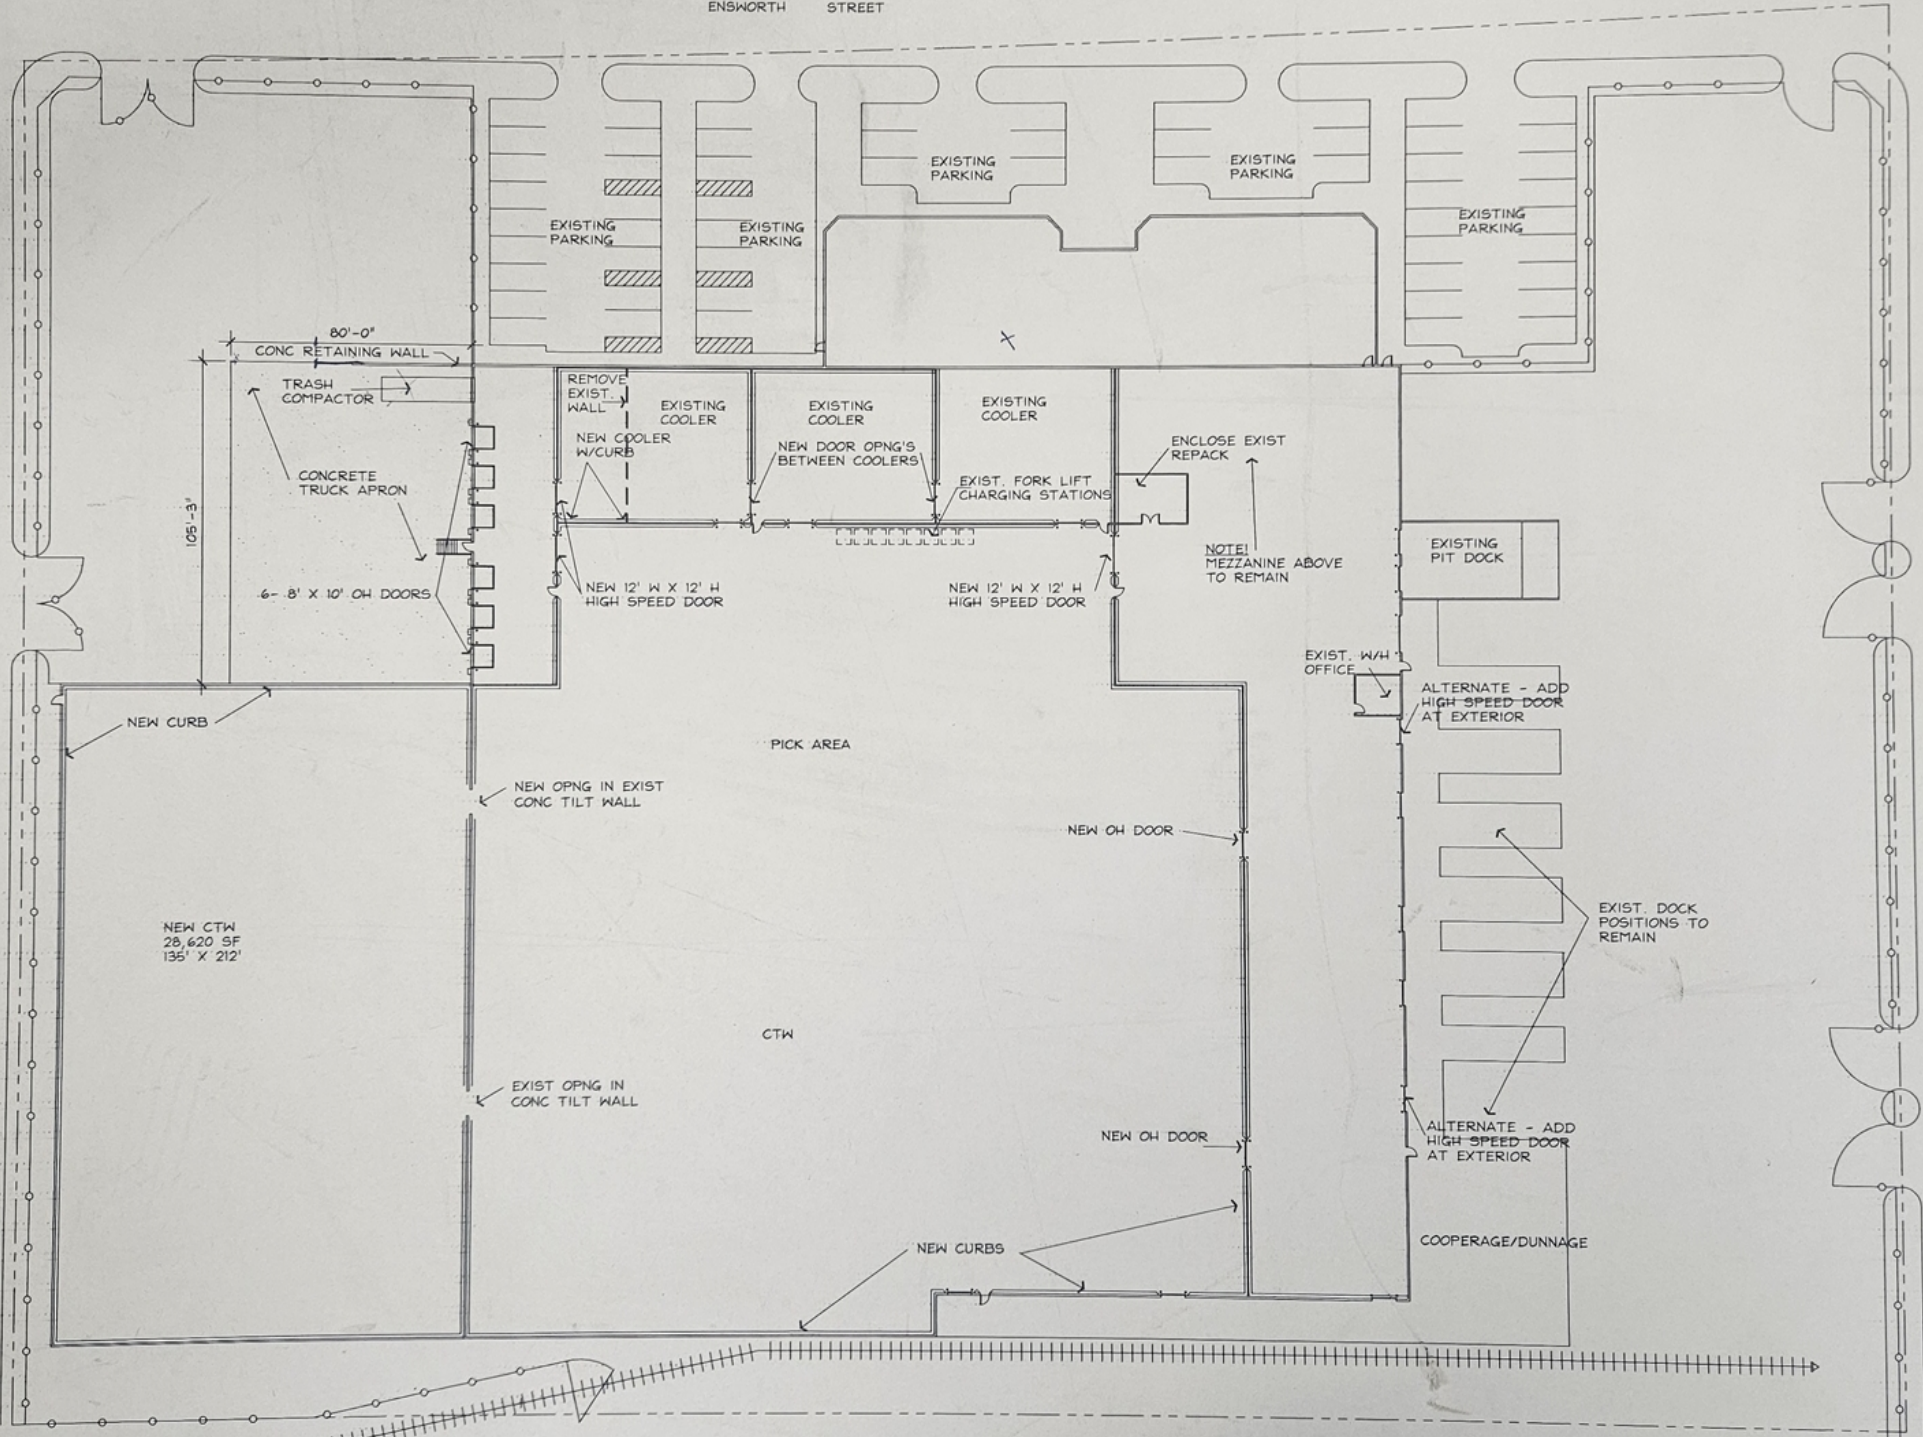 ENSWORTH STREET
EXISTING
PARKING
EXISTING
PARKING
EXISTING
PARKING
EXISTING
PARKING
EXISTING
PARKING
80'-0"
CONC RETAINING WALL
TRASH
COMPACTOR
105'-3"
CONCRETE
TRUCK APRON
6- 8' X 10' OH DOORS
REMOVE
EXIST.
WALL
EXISTING
COOLER
NEW COOLER
W/CURB
EXISTING
COOLER
NEW DOOR OPNG'S
BETWEEN COOLERS
EXISTING
COOLER
EXIST. FORK LIFT
CHARGING STATIONS
ENCLOSE EXIST
REPACK
NOTE!
MEZZANINE ABOVE
TO REMAIN
EXISTING
PIT DOCK
NEW 12' W X 12' H
HIGH SPEED DOOR
NEW 12' W X 12' H
HIGH SPEED DOOR
EXIST. W/H
OFFICE
ALTERNATE - ADD
HIGH SPEED DOOR
AT EXTERIOR
NEW CURB
PICK AREA
NEW OPNG IN EXIST
CONC TILT WALL
NEW OH DOOR
NEW CTW
28,620 SF
135' X 212'
EXIST. DOCK
POSITIONS TO
REMAIN
CTW
EXIST OPNG IN
CONC TILT WALL
NEW OH DOOR
ALTERNATE - ADD
HIGH SPEED DOOR
AT EXTERIOR
NEW CURBS
COOPERAGE/DUNNAGE